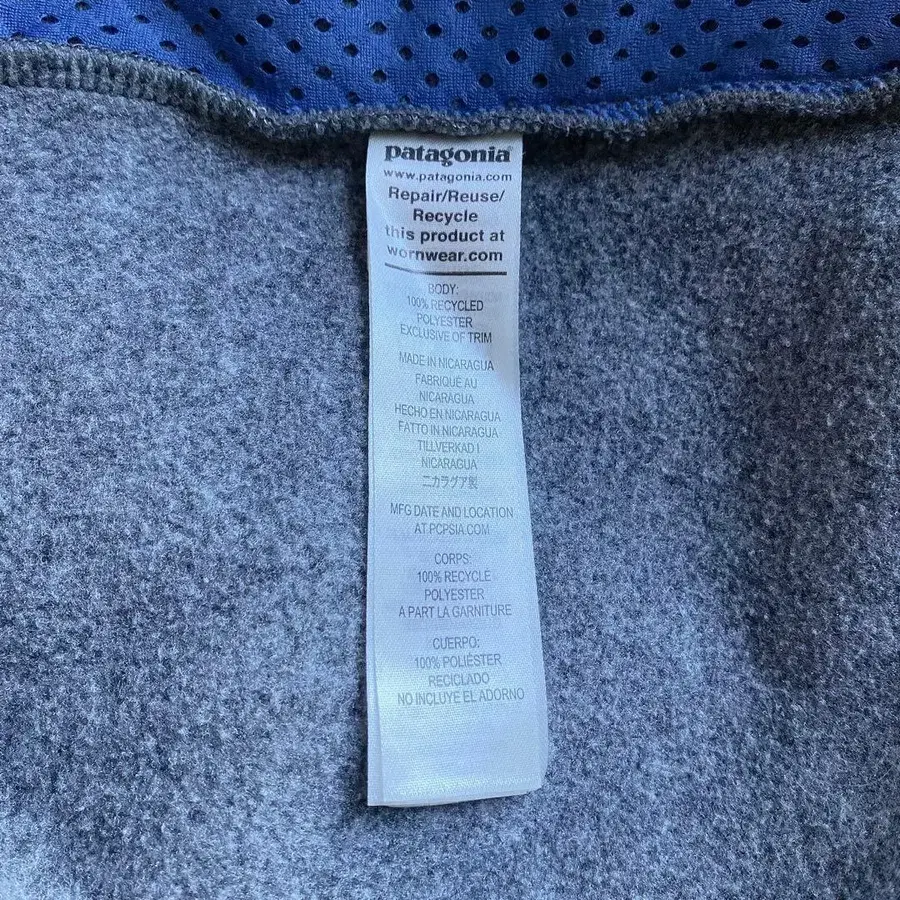 patagonia®
www.patagonia.com
Repair/Reuse/
Recycle
this product at
wornwear.com
BODY:
100% RECYCLED
POLYESTER
EXCLUSIVE OF TRIM
MADE IN NICARAGUA
FABRIQUÉ AU
NICARAGUA
HECHO EN NICARAGUA
FATTO IN NICARAGUA
TILLVERKAD I
NICARAGUA
ニカラグア製
MFG DATE AND LOCATION
AT PCPSIA.COM
CORPS:
100% RECYCLÉ
POLYESTER
A PART LA GARNITURE
CUERPO:
100% POLIÉSTER
RECICLADO
NO INCLUYE EL ADORNO